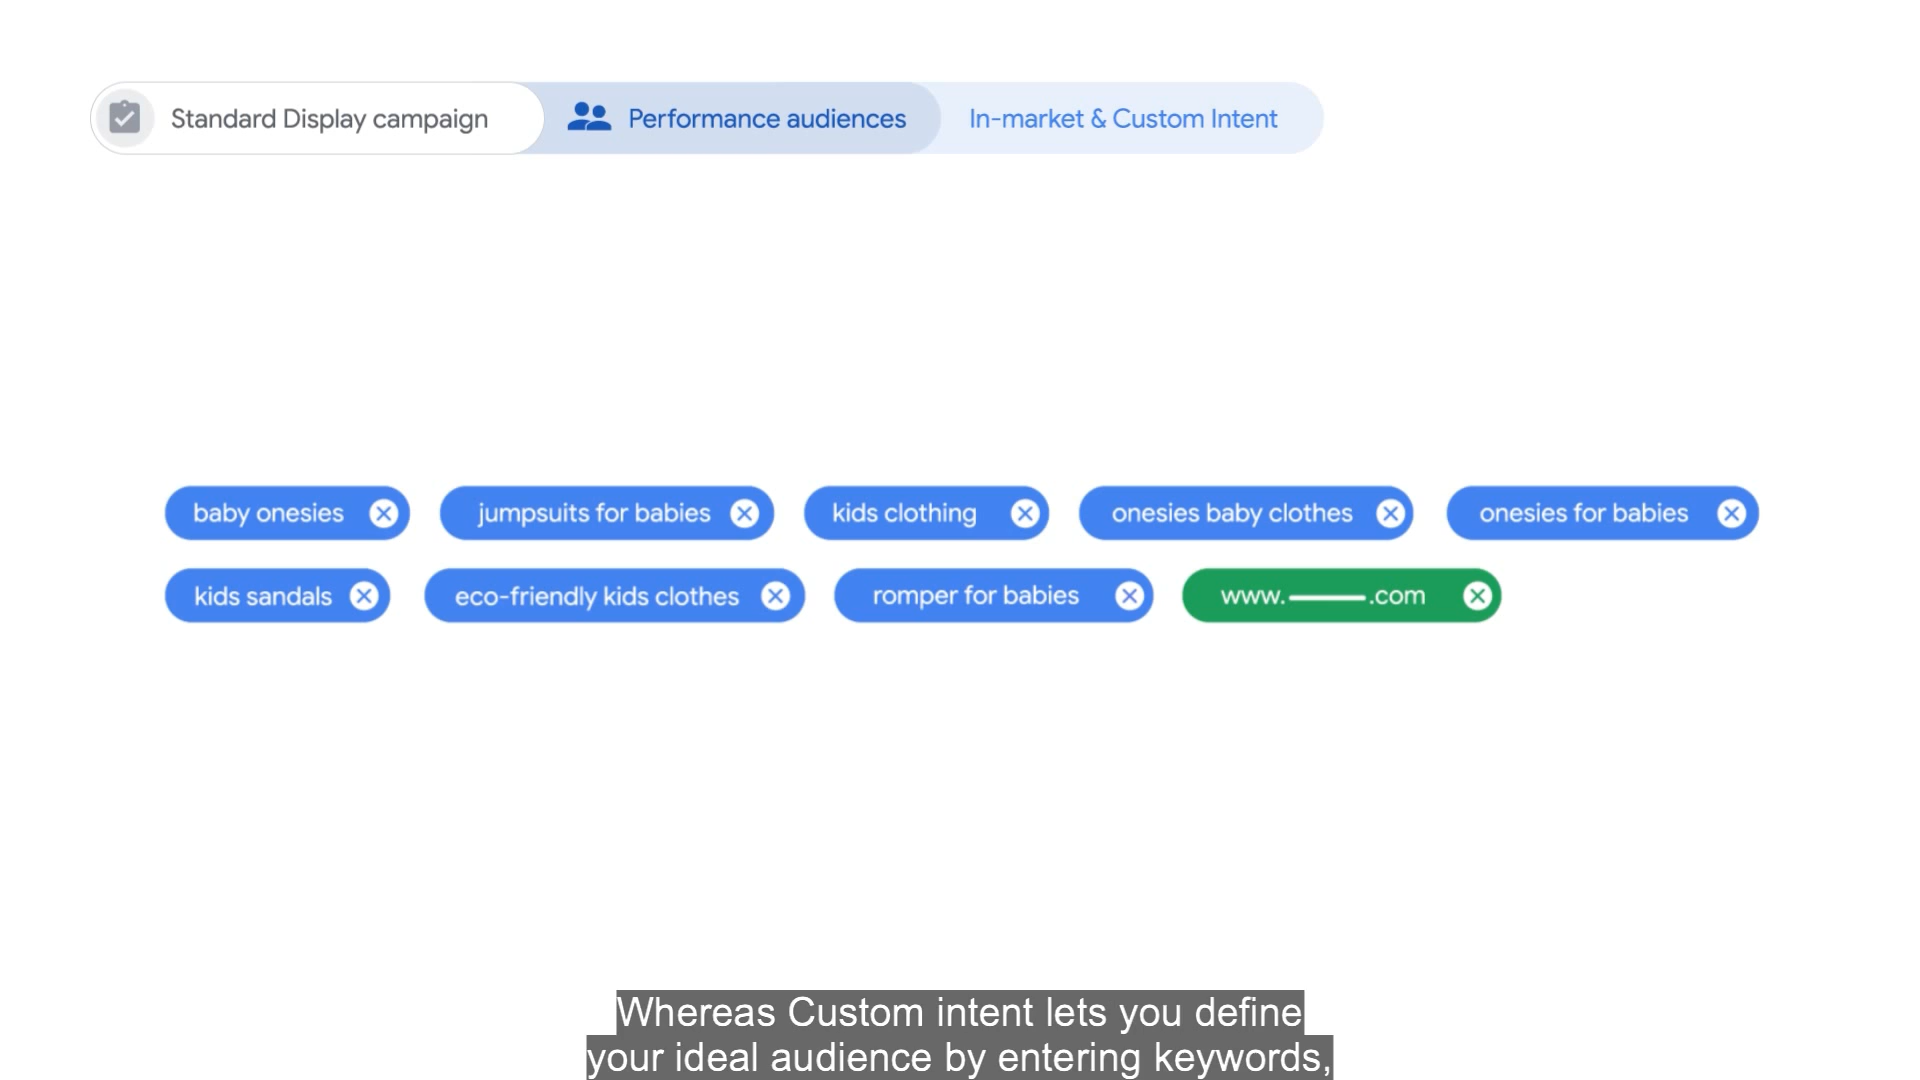 Standard Display campaign Performance audiences In-market & Custom Intent
baby onesies jumpsuits for babies kids clothing onesies baby clothes onesies for babies
kids sandals eco-friendly kids clothes romper for babies www. .com
Whereas Custom intent lets you define
your ideal audience by entering keywords,